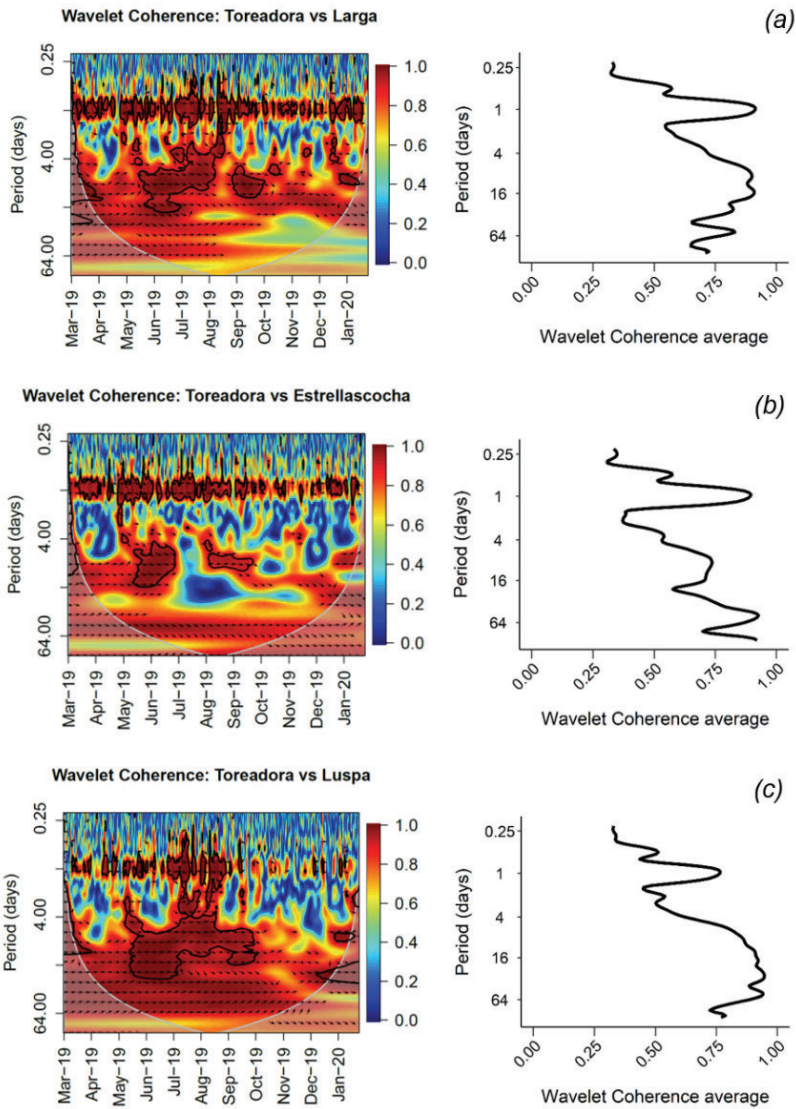 Wavelet Coherence: Toreadora vs Larga
(a)
Period (days)
0.25
4.00
64.00
1.0
0.8
0.6
0.4
0.2
0.0
Mar−19
Apr−19
May−19
Jun−19
Jul−19
Aug−19
Sep−19
Oct−19
Nov−19
Dec−19
Jan−20
Period (days)
0.25
1
4
16
64
0.00
0.25
0.50
0.75
1.00
Wavelet Coherence average
Wavelet Coherence: Toreadora vs Estrellascocha
(b)
Period (days)
0.25
4.00
64.00
1.0
0.8
0.6
0.4
0.2
0.0
Mar−19
Apr−19
May−19
Jun−19
Jul−19
Aug−19
Sep−19
Oct−19
Nov−19
Dec−19
Jan−20
Period (days)
0.25
1
4
16
64
0.00
0.25
0.50
0.75
1.00
Wavelet Coherence average
Wavelet Coherence: Toreadora vs Luspa
(c)
Period (days)
0.25
4.00
64.00
1.0
0.8
0.6
0.4
0.2
0.0
Mar−19
Apr−19
May−19
Jun−19
Jul−19
Aug−19
Sep−19
Oct−19
Nov−19
Dec−19
Jan−20
Period (days)
0.25
1
4
16
64
0.00
0.25
0.50
0.75
1.00
Wavelet Coherence average